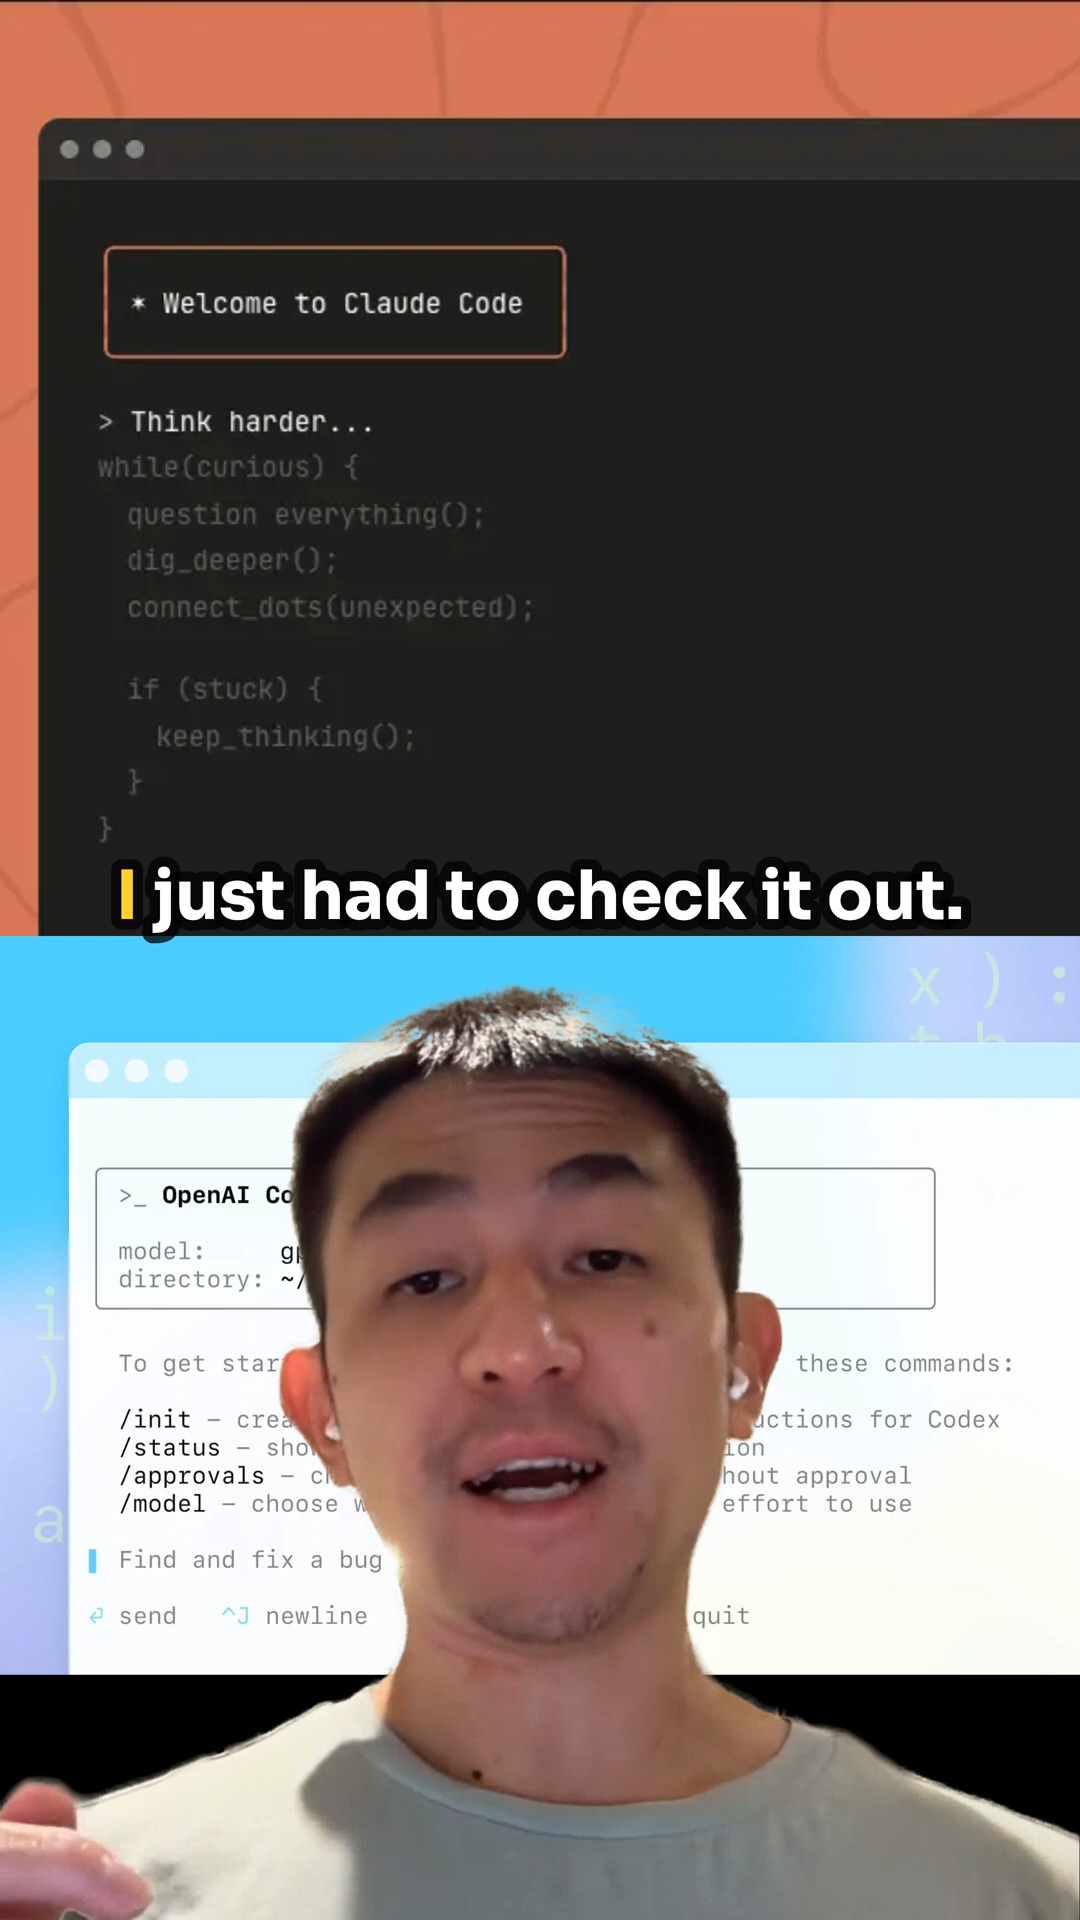 * Welcome to Claude Code
> Think harder...
while(curious) {
question everything();
dig_deeper();
connect_dots(unexpected);
if (stuck) {
keep_thinking();
}
}
I just had to check it out.
x ) :
>_ OpenAI
model:
directory: ~/
i
)
To get these commands:
/init – for Codex
/status –
/approvals – approval
/model – choose effort to use
a
Find and fix a bug
⏎ send ^J newline quit